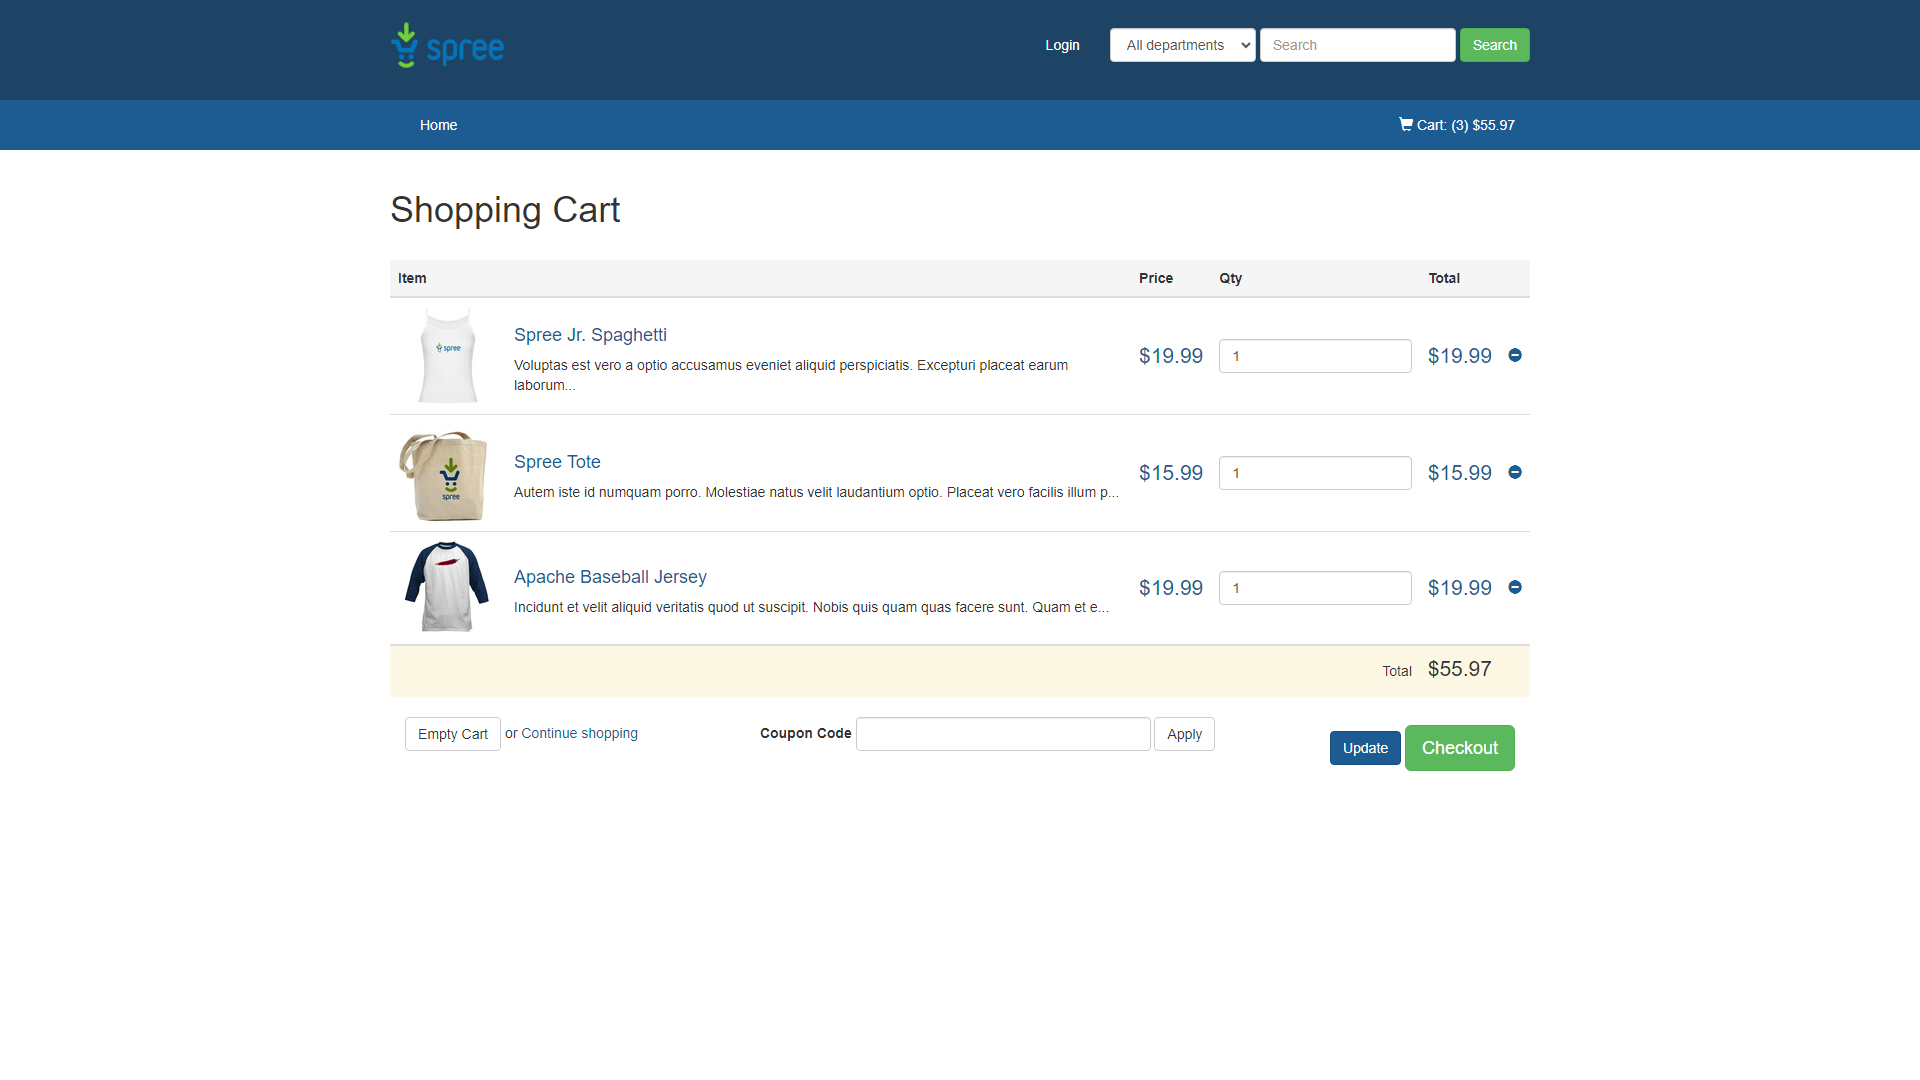 spree
Login
All departments
Search
Search
Home
Cart: (3) $55.97
Shopping Cart
Item Price Qty Total
spree
Spree Jr. Spaghetti
Voluptas est vero a optio accusamus eveniet aliquid perspiciatis. Excepturi placeat earum
laborum...
$19.99 1 $19.99
spree
Spree Tote
Autem iste id numquam porro. Molestiae natus velit laudantium optio. Placeat vero facilis illum p...
$15.99 1 $15.99
Apache Baseball Jersey
Incidunt et velit aliquid veritatis quod ut suscipit. Nobis quis quam quas facere sunt. Quam et e...
$19.99 1 $19.99
Total $55.97
Empty Cart or Continue shopping
Coupon Code
Apply
Update
Checkout